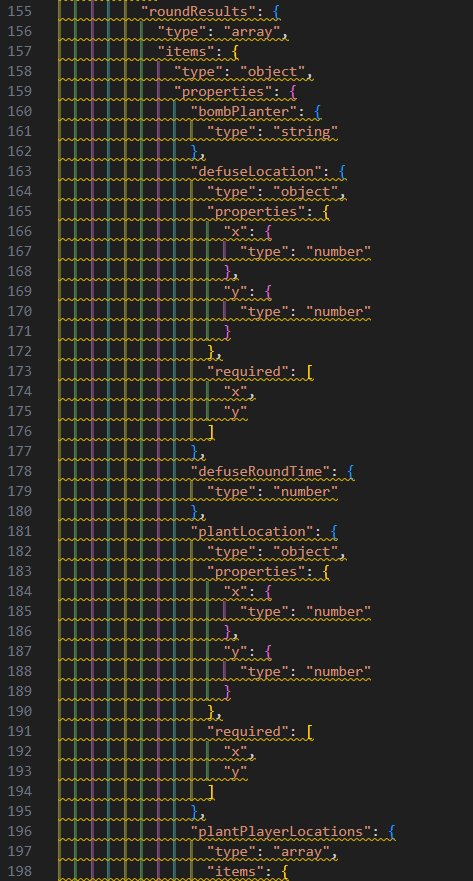 155 "roundResults": {
156 "type": "array",
157 "items": {
158 "type": "object",
159 "properties": {
160 "bombPlanter": {
161 "type": "string"
162 },
163 "defuseLocation": {
164 "type": "object",
165 "properties": {
166 "x": {
167 "type": "number"
168 },
169 "y": {
170 "type": "number"
171 }
172 },
173 "required": [
174 "x",
175 "y"
176 ]
177 },
178 "defuseRoundTime": {
179 "type": "number"
180 },
181 "plantLocation": {
182 "type": "object",
183 "properties": {
184 "x": {
185 "type": "number"
186 },
187 "y": {
188 "type": "number"
189 }
190 },
191 "required": [
192 "x",
193 "y"
194 ]
195 },
196 "plantPlayerLocations": {
197 "type": "array",
198 "items": {